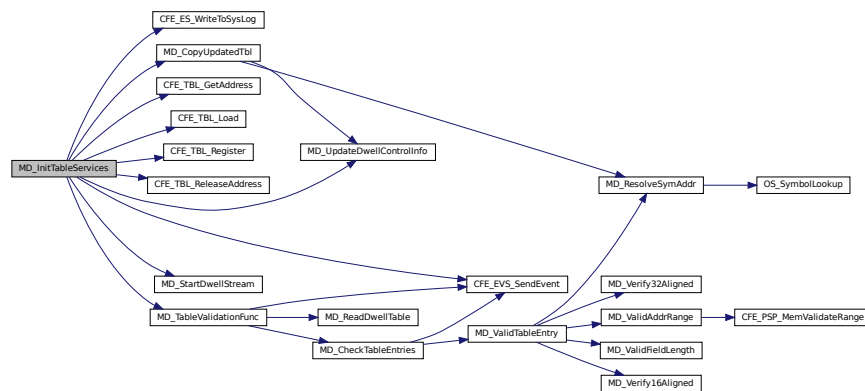 CFE_ES_WriteToSysLog
MD_CopyUpdatedTbl
CFE_TBL_GetAddress
CFE_TBL_Load
CFE_TBL_Register
MD_UpdateDwellControlInfo
MD_InitTableServices
CFE_TBL_ReleaseAddress
MD_ResolveSymAddr
OS_SymbolLookup
MD_StartDwellStream
CFE_EVS_SendEvent
MD_Verify32Aligned
MD_TableValidationFunc
MD_ReadDwellTable
MD_ValidTableEntry
MD_ValidAddrRange
CFE_PSP_MemValidateRange
MD_CheckTableEntries
MD_ValidFieldLength
MD_Verify16Aligned